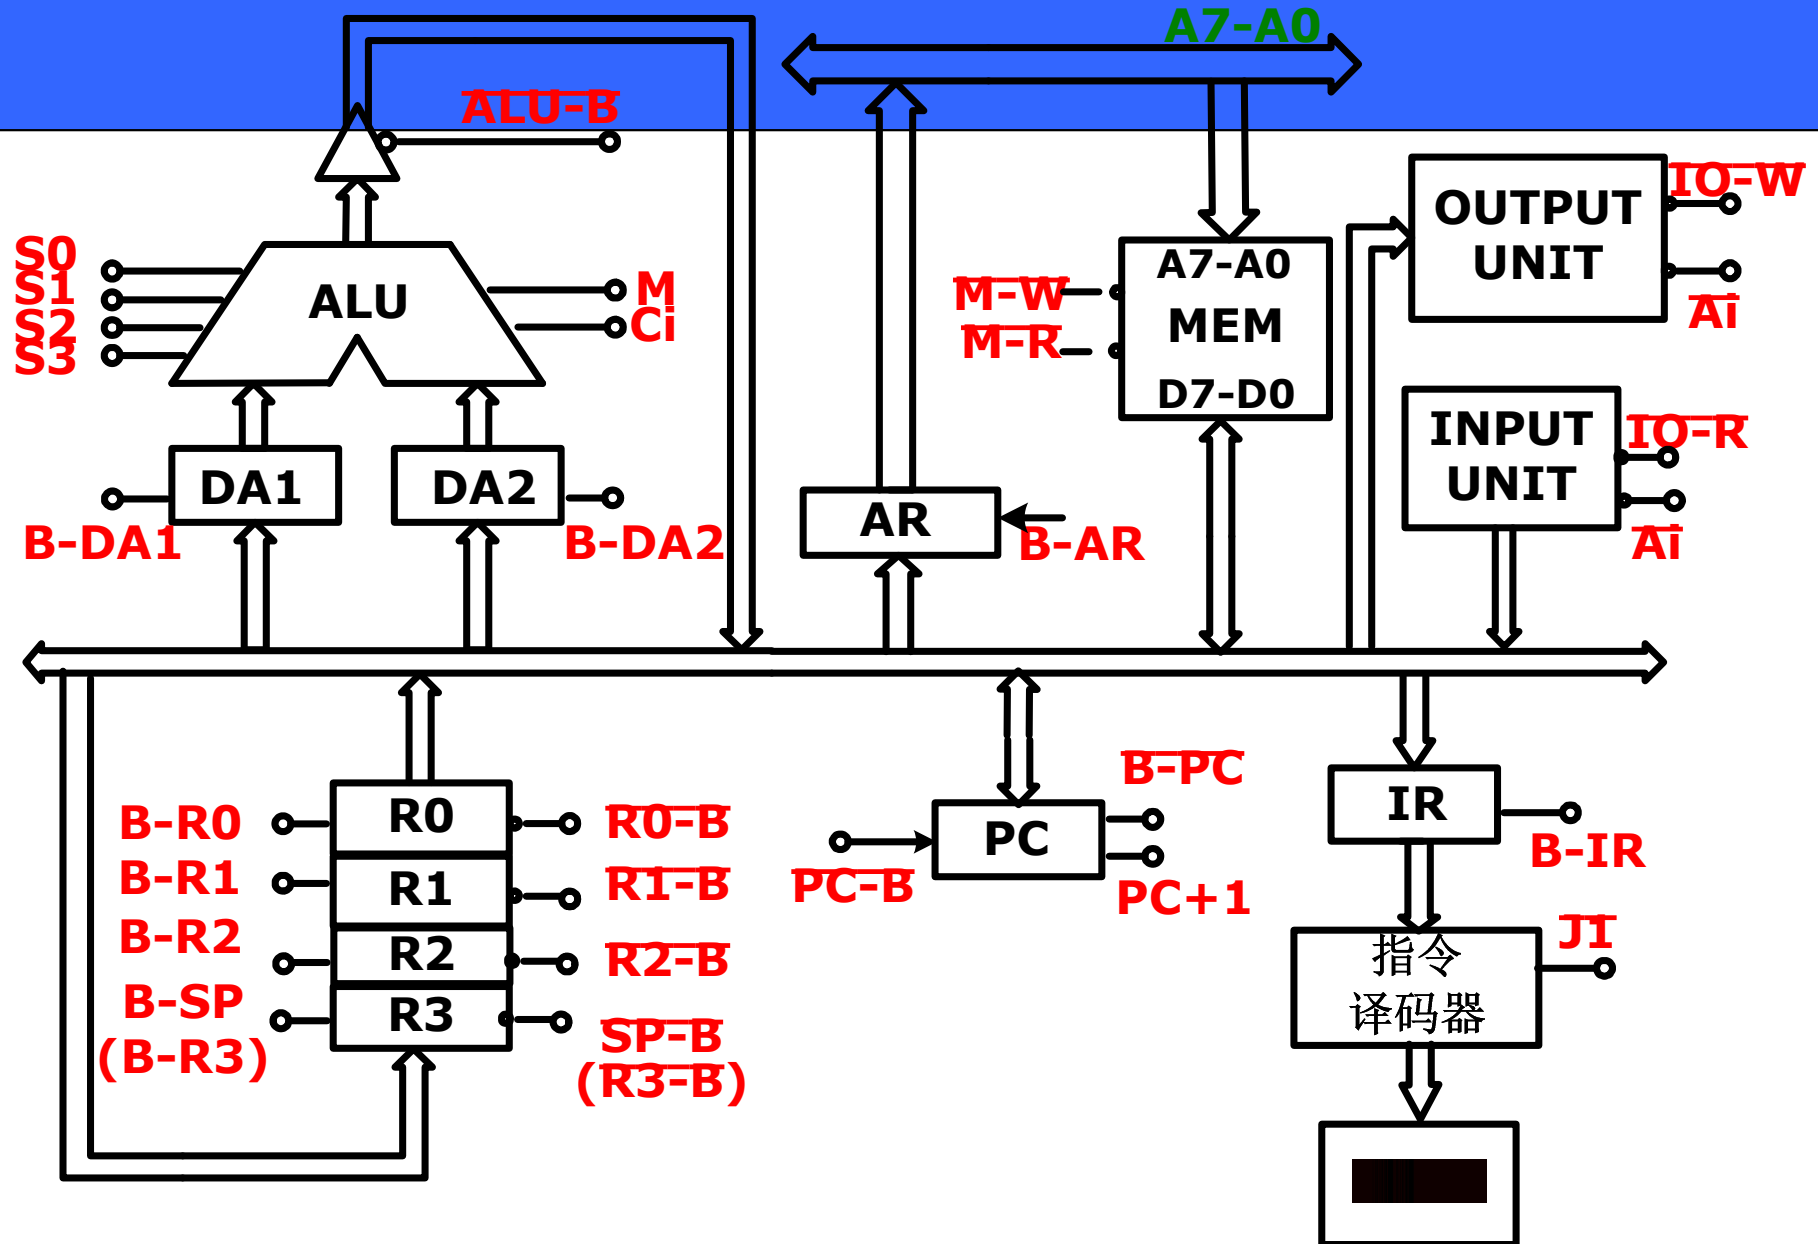 A7-A0
ALU-B
S0
S1
S2
S3
ALU
M
Ci
DA1
DA2
B-DA1
B-DA2
AR
B-AR
M-W
M-R
A7-A0
MEM
D7-D0
OUTPUT
UNIT
IO-W
Ai
INPUT
UNIT
IO-R
Ai
B-R0
B-R1
B-R2
B-SP
(B-R3)
R0
R1
R2
R3
R0-B
R1-B
R2-B
SP-B
(R3-B)
PC-B
PC
B-PC
PC+1
IR
B-IR
指令
译码器
JI